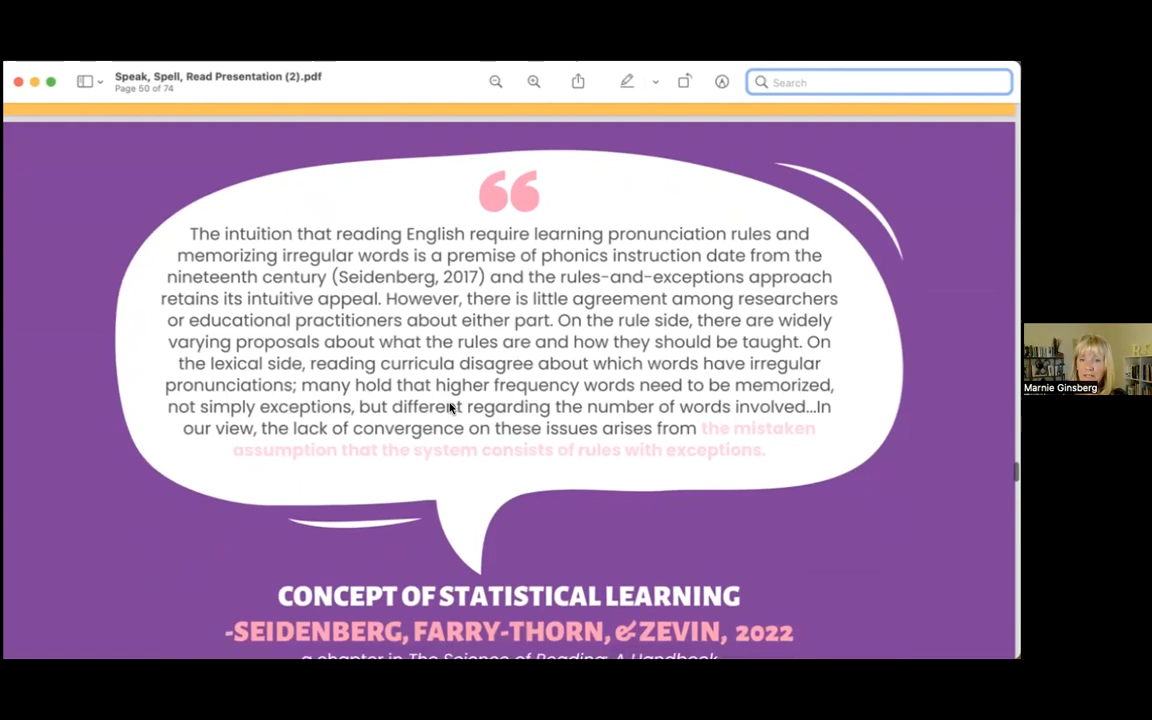 Speak, Spell, Read Presentation (2).pdf
Page 50 of 74
Search
The intuition that reading English require learning pronunciation rules and
memorizing irregular words is a premise of phonics instruction date from the
nineteenth century (Seidenberg, 2017) and the rules-and-exceptions approach
retains its intuitive appeal. However, there is little agreement among researchers
or educational practitioners about either part. On the rule side, there are widely
varying proposals about what the rules are and how they should be taught. On
the lexical side, reading curricula disagree about which words have irregular
pronunciations; many hold that higher frequency words need to be memorized,
not simply exceptions, but different regarding the number of words involved...In
our view, the lack of convergence on these issues arises from the mistaken
assumption that the system consists of rules with exceptions.
CONCEPT OF STATISTICAL LEARNING
-SEIDENBERG, FARRY-THORN, & ZEVIN, 2022
a chapter in The Science of Reading: A Handbook
Marnie Ginsberg